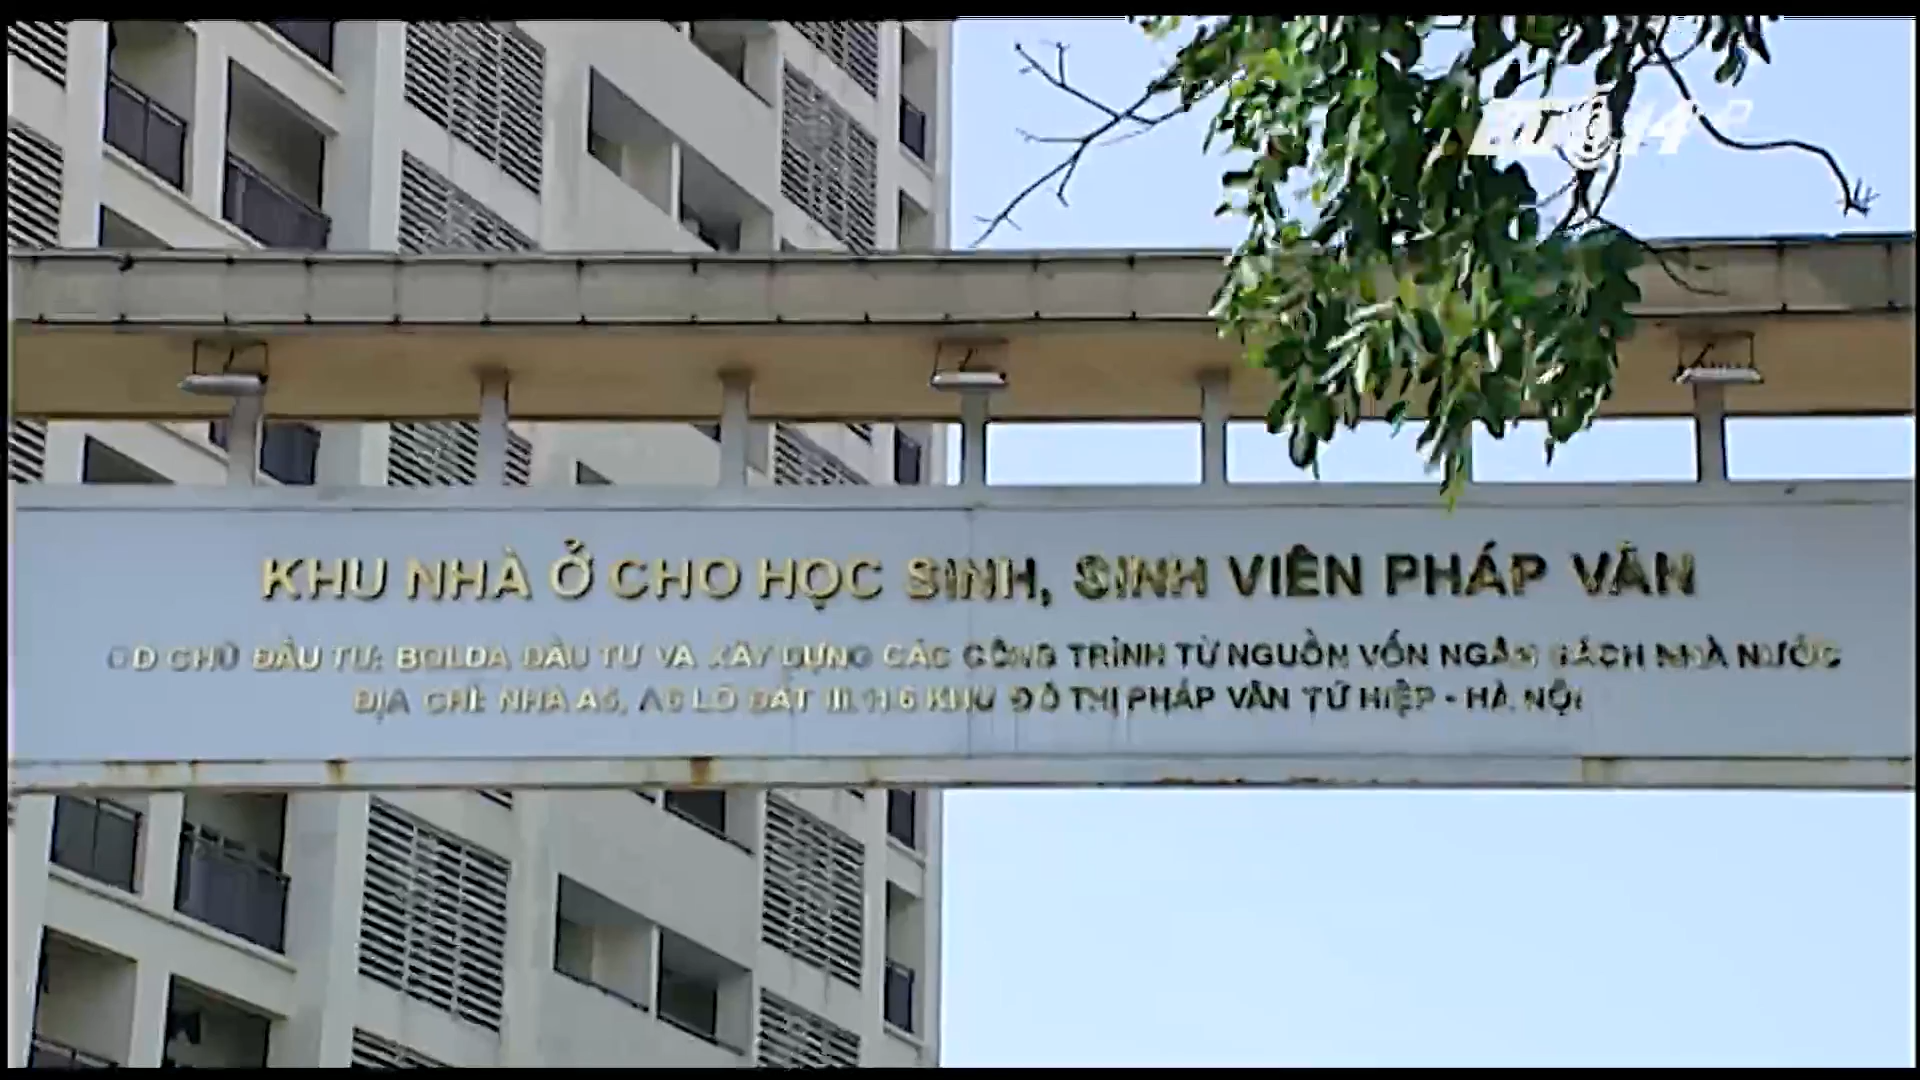 KHU NHÀ Ở CHO HỌC SINH, SINH VIÊN PHÁP VÂN
CHỦ ĐẦU TƯ: ĐẦU TƯ VÀ XÂY DỰNG CÁC CÔNG TRÌNH TỪ NGUỒN VỐN NGÂN SÁCH NHÀ NƯỚC
ĐỊA CHỈ: NHÀ A5, A6 LÔ ĐẤT KHU ĐÔ THỊ PHÁP VÂN TỨ HIỆP - HÀ NỘI